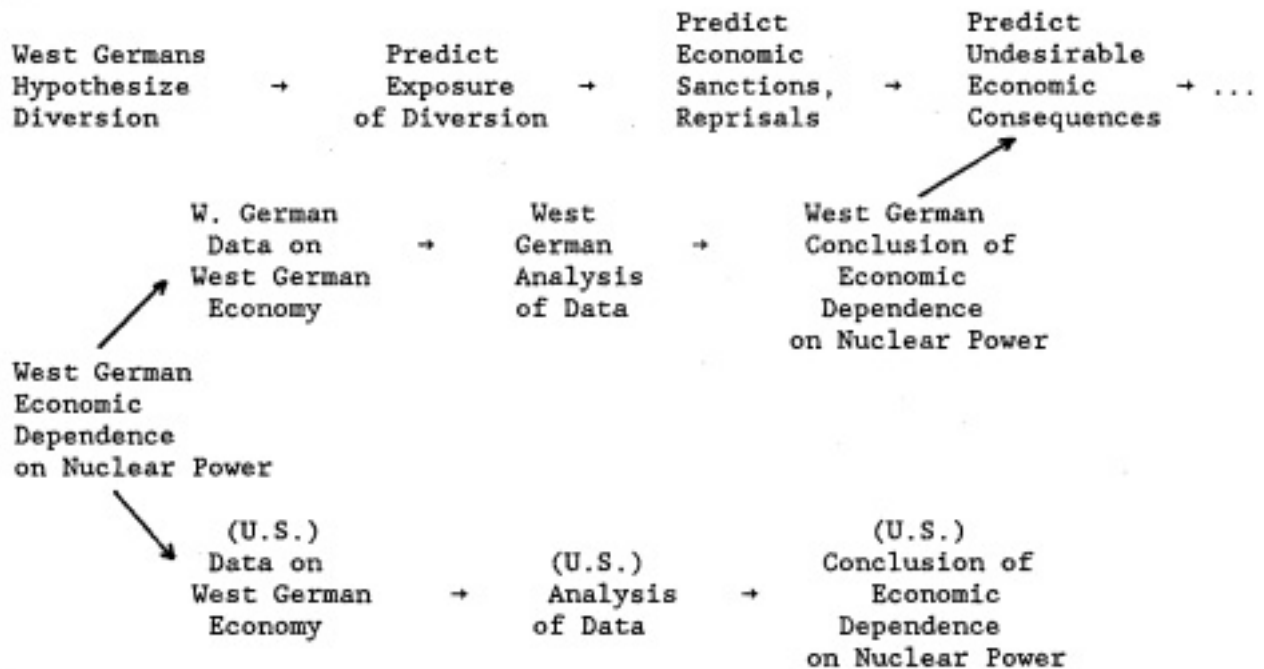 West Germans
Hypothesize
Diversion
→
Predict
Exposure
of Diversion
→
Predict
Economic
Sanctions,
Reprisals
→
Predict
Undesirable
Economic
Consequences
→ ...
W. German
Data on
West German
Economy
→
West
German
Analysis
of Data
→
West German
Conclusion of
Economic
Dependence
on Nuclear Power
West German
Economic
Dependence
on Nuclear Power
(U.S.)
Data on
West German
Economy
→
(U.S.)
Analysis
of Data
→
(U.S.)
Conclusion of
Economic
Dependence
on Nuclear Power